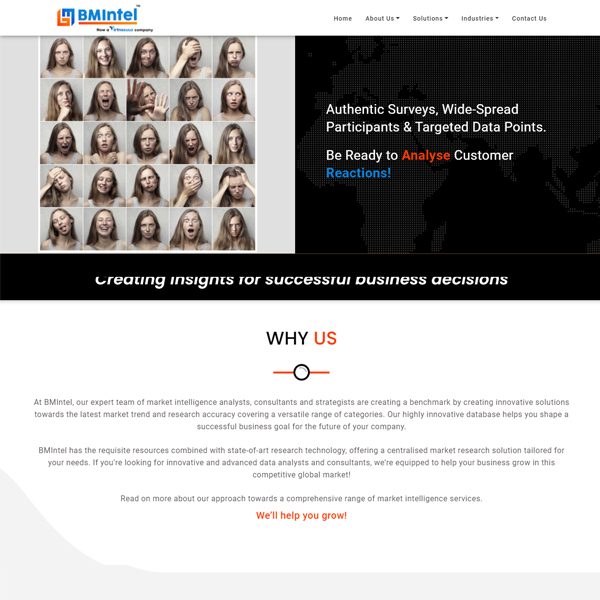 BMIntel™
Now a Virtuesco company
Home
About Us
Solutions
Industries
Contact Us
Authentic Surveys, Wide-Spread
Participants & Targeted Data Points.
Be Ready to Analyse Customer
Reactions!
Creating insights for successful business decisions
WHY US
At BMIntel, our expert team of market intelligence analysts, consultants and strategists are creating a benchmark by creating innovative solutions
towards the latest market trend and research accuracy covering a versatile range of categories. Our highly innovative database helps you shape a
successful business goal for the future of your company.
BMIntel has the requisite resources combined with state-of-art research technology, offering a centralised market research solution tailored for
your needs. If you're looking for innovative and advanced data analysts and consultants, we're equipped to help your business grow in this
competitive global market!
Read on more about our approach towards a comprehensive range of market intelligence services.
We'll help you grow!